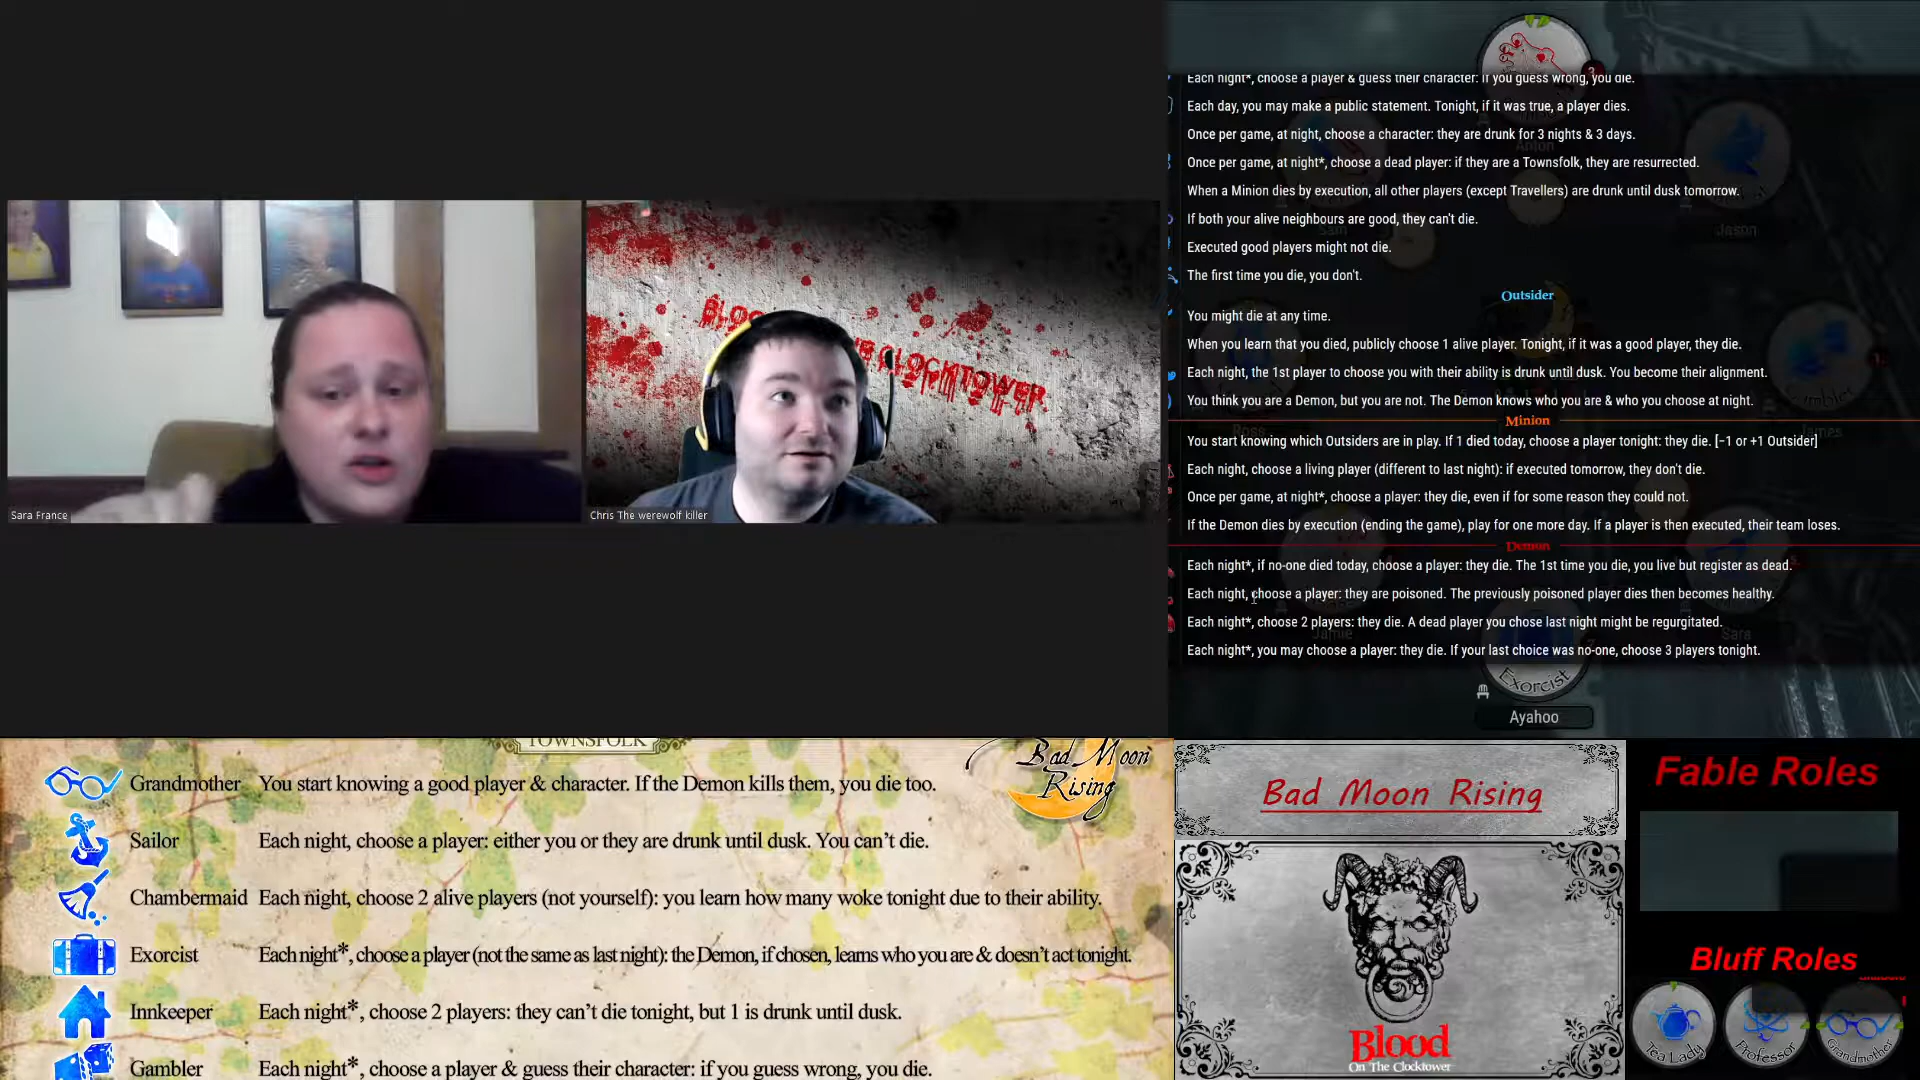 BLOO
E CLOCKTOWER
Sara France
Chris The werewolf killer
Each night*, choose a player & guess their character: if you guess wrong, you die.
Each day, you may make a public statement. Tonight, if it was true, a player dies.
Once per game, at night, choose a character: they are drunk for 3 nights & 3 days.
Anton
Once per game, at night*, choose a dead player: if they are a Townsfolk, they are resurrected.
When a Minion dies by execution, all other players (except Travellers) are drunk until dusk tomorrow.
If both your alive neighbours are good, they can't die.
Sam
Jason
Executed good players might not die.
The first time you die, you don't.
Outsider
You might die at any time.
When you learn that you died, publicly choose 1 alive player. Tonight, if it was a good player, they die.
Each night, the 1st player to choose you with their ability is drunk until dusk. You become their alignment.
You think you are a Demon, but you are not. The Demon knows who you are & who you choose at night.
Minion
Ross
James
You start knowing which Outsiders are in play. If 1 died today, choose a player tonight: they die. [−1 or +1 Outsider]
Each night, choose a living player (different to last night): if executed tomorrow, they don't die.
Once per game, at night*, choose a player: they die, even if for some reason they could not.
If the Demon dies by execution (ending the game), play for one more day. If a player is then executed, their team loses.
Demon
Each night*, if no-one died today, choose a player: they die. The 1st time you die, you live but register as dead.
Each night, choose a player: they are poisoned. The previously poisoned player dies then becomes healthy.
Each night*, choose 2 players: they die. A dead player you chose last night might be regurgitated.
Jamie
Sara
Each night*, you may choose a player: they die. If your last choice was no-one, choose 3 players tonight.
Exorcist
Ayahoo
TOWNSFOLK
Bad Moon
Rising
Grandmother You start knowing a good player & character. If the Demon kills them, you die too.
Sailor Each night, choose a player: either you or they are drunk until dusk. You can't die.
Chambermaid Each night, choose 2 alive players (not yourself): you learn how many woke tonight due to their ability.
Exorcist Each night*, choose a player (not the same as last night): the Demon, if chosen, learns who you are & doesn't act tonight.
Innkeeper Each night*, choose 2 players: they can't die tonight, but 1 is drunk until dusk.
Gambler Each night*, choose a player & guess their character: if you guess wrong, you die.
Bad Moon Rising
Blood
On The Clocktower
Fable Roles
Bluff Roles
Tea Lady
Professor
Grandmother